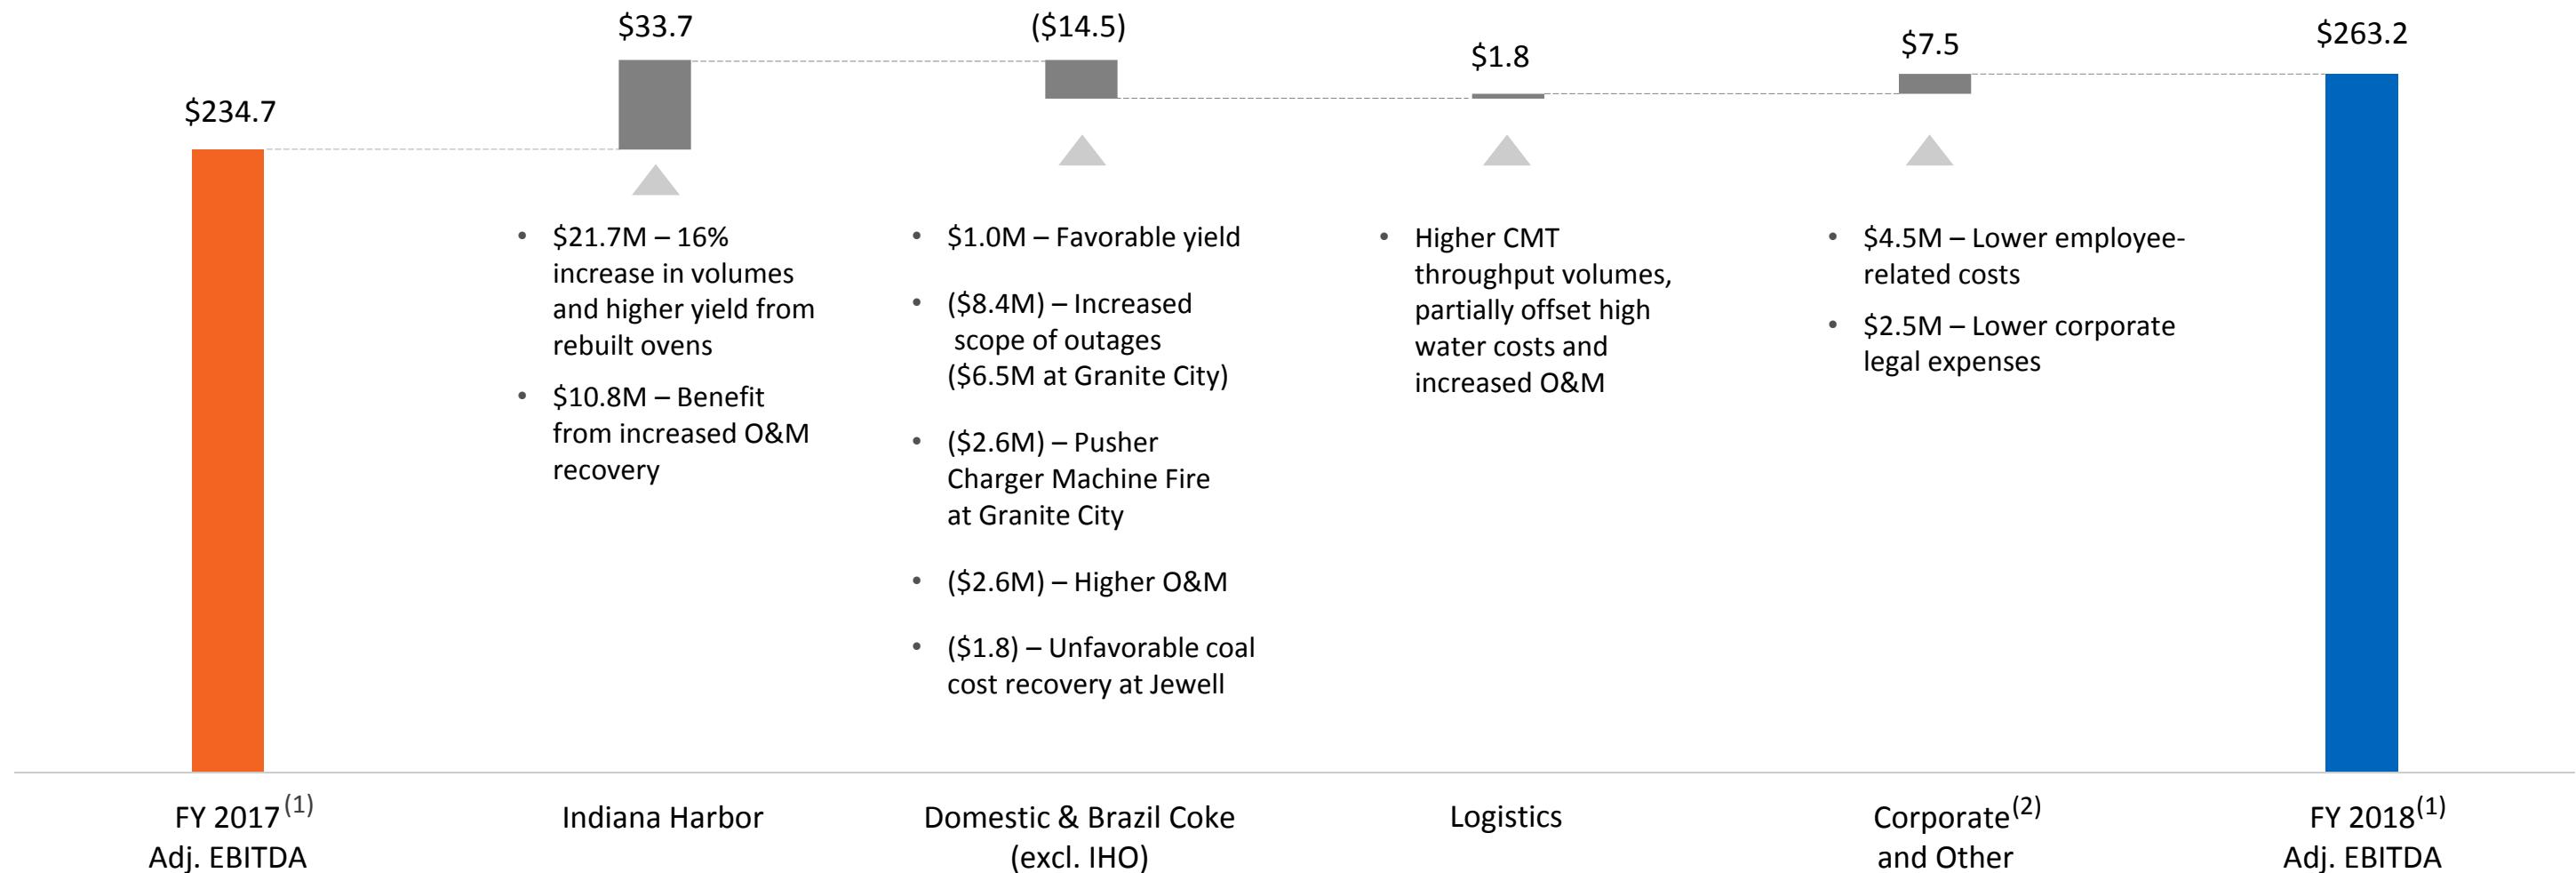 $33.7
($14.5)
$1.8
$7.5
$263.2
$234.7
• $21.7M – 16%
increase in volumes
and higher yield from
rebuilt ovens
• $10.8M – Benefit
from increased O&M
recovery
• $1.0M – Favorable yield
• ($8.4M) – Increased
scope of outages
($6.5M at Granite City)
• ($2.6M) – Pusher
Charger Machine Fire
at Granite City
• ($2.6M) – Higher O&M
• ($1.8) – Unfavorable coal
cost recovery at Jewell
• Higher CMT
throughput volumes,
partially offset high
water costs and
increased O&M
• $4.5M – Lower employee-
related costs
• $2.5M – Lower corporate
legal expenses
FY 2017(1)
Adj. EBITDA
Indiana Harbor
Domestic & Brazil Coke
(excl. IHO)
Logistics
Corporate(2)
and Other
FY 2018(1)
Adj. EBITDA